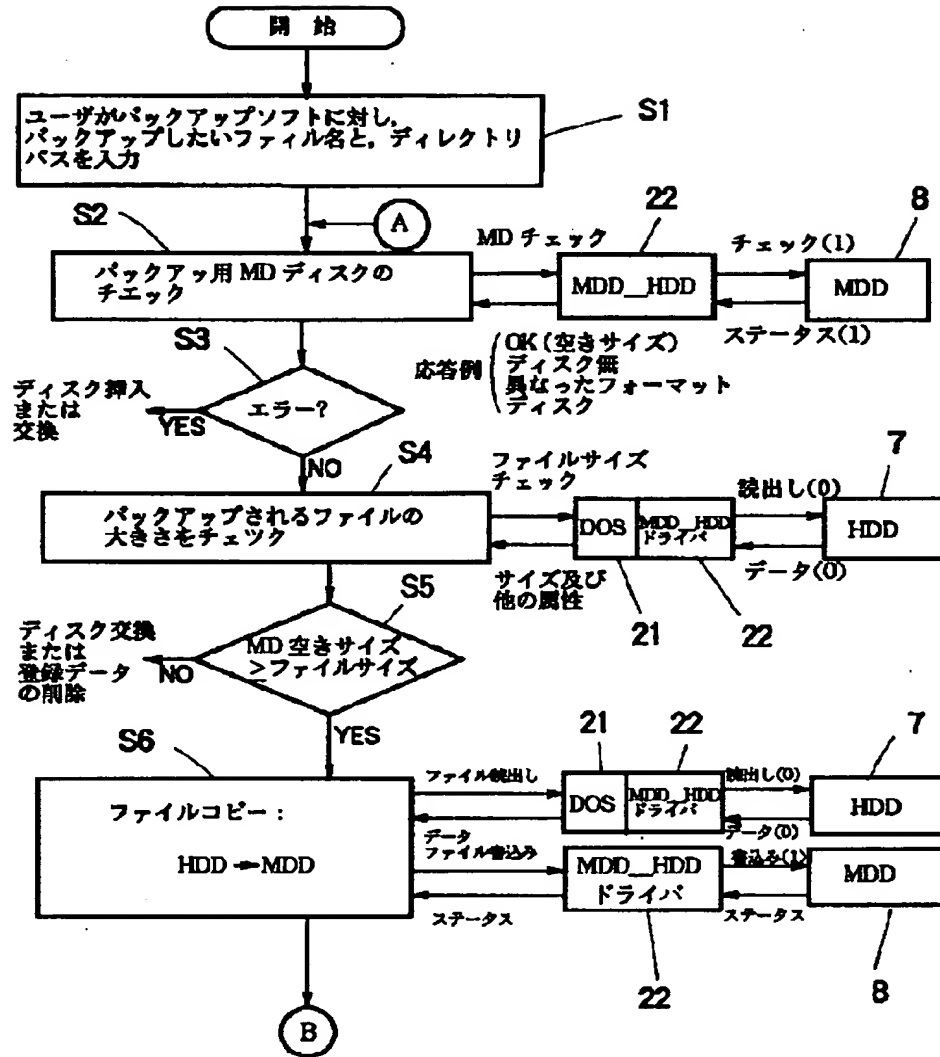 開 始
ユーザがバックアップソフトに対し,
バックアップしたいファィル名と,ディレクトリ
パスを入力
S1
A
S2
バックアッ用 MD ディスクの
チエック
MD チェック
22
MDD__HDD
チェック(1)
8
MDD
ステータス(1)
S3
応答例
OK(空きサイズ)
ディスク無
異なったフォーマット
ディスク
エラー?
ディスク挿入
または
交換
YES
NO
S4
バックアップされるファイルの
大きさをチェツク
ファイルサイズ
チェック
DOS
MDD__HDD
ドライバ
読出し(0)
7
HDD
データ(0)
サイズ及び
他の属性
21
22
S5
MD 空きサイズ
≥ファイルサイズ
ディスク交換
または
登録データ
の削除
NO
YES
S6
ファイルコピー:
HDD→MDD
ファイル読出し
21
22
DOS
MDD__HDD
ドライバ
読出し(0)
7
HDD
データ(0)
データ
ファイル書込み
MDD__HDD
ドライバ
書込み(1)
MDD
ステータス
ステータス
22
8
B